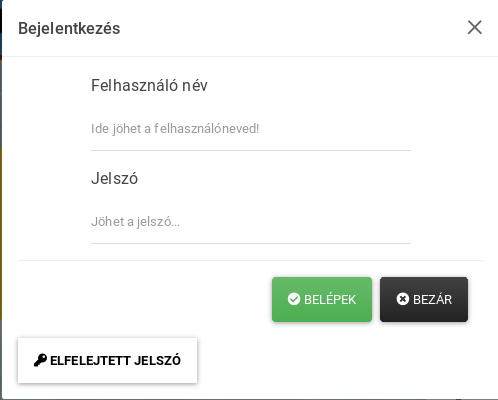 Bejelentkezés
Felhasználó név
Ide jöhet a felhasználóneved!
Jelszó
Jöhet a jelszó...
BELÉPEK
BEZÁR
ELFELEJTETT JELSZÓ